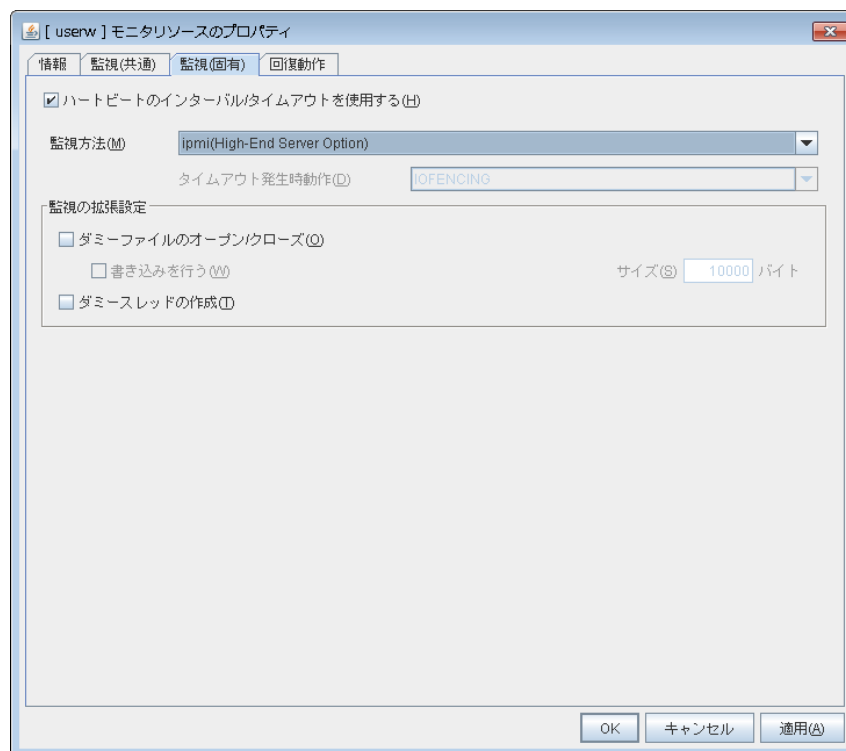 [ userw ] モニタリソースのプロパティ
情報 監視(共通) 監視(固有) 回復動作
ハートビートのインターバル/タイムアウトを使用する(H)
監視方法(M) ipmi(High-End Server Option)
タイムアウト発生時動作(D) IOFENCING
監視の拡張設定
ダミーファイルのオープン/クローズ(O)
書き込みを行う(W) サイズ(S) 10000 バイト
ダミースレッドの作成(T)
OK キャンセル 適用(A)